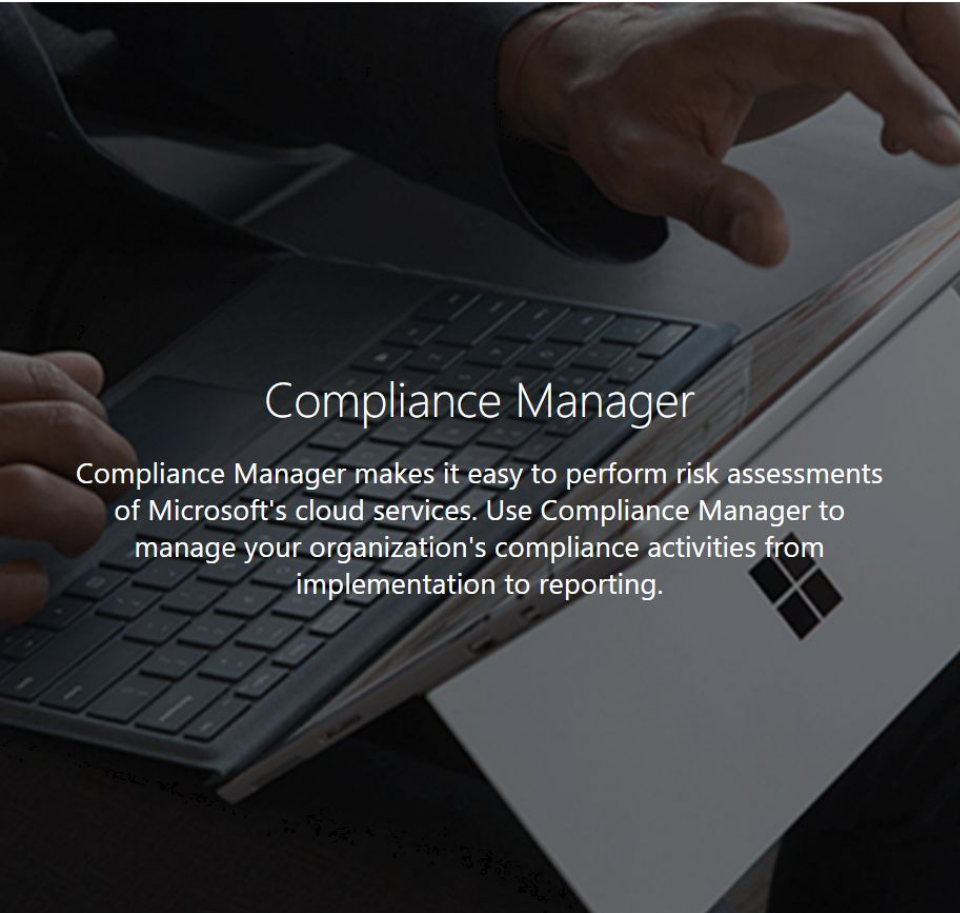 Compliance Manager
Compliance Manager makes it easy to perform risk assessments
of Microsoft's cloud services. Use Compliance Manager to
manage your organization's compliance activities from
implementation to reporting.